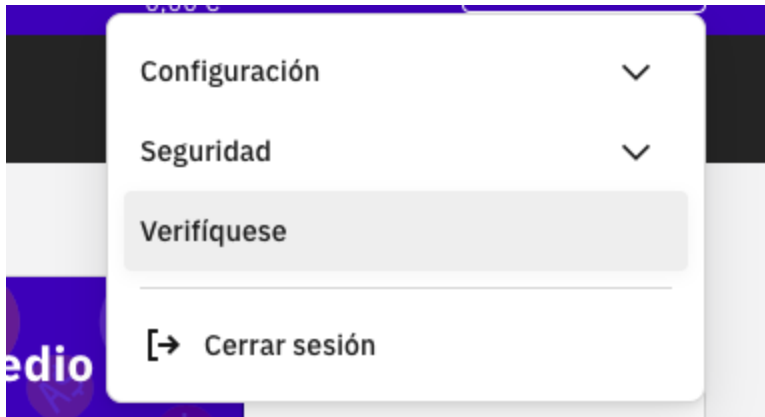 Configuración
Seguridad
Verifíquese
edio
Cerrar sesión